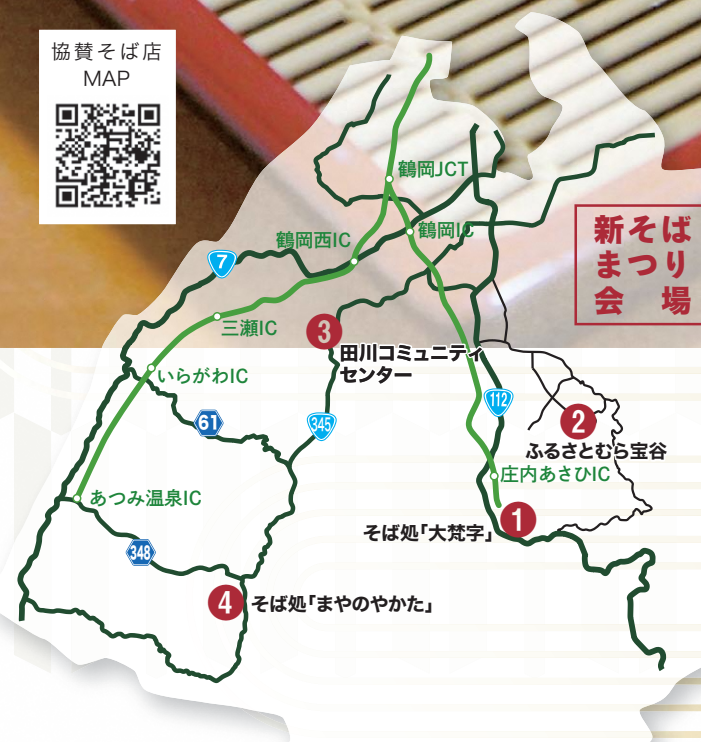 協賛そば店
MAP
鶴岡JCT
鶴岡西IC
鶴岡IC
7
新そば
まつり
会場
三瀬IC
3
田川コミュニティ
センター
いらがわIC
61
345
112
2
ふるさとむら宝谷
庄内あさひIC
あつみ温泉IC
1
そば処「大梵字」
348
4
そば処「まやのやかた」